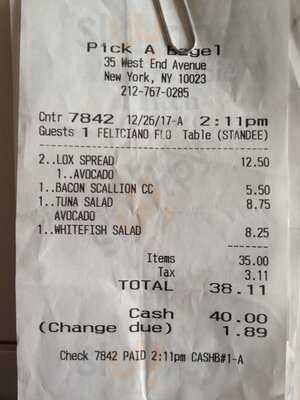 Pick A Bagel
35 West End Avenue
New York, NY 10023
212-767-0285
Cntr 7842 12/26/17-A 2:11pm
Guests 1 FELICIANO FLO Table (STANDEE)
2..LOX SPREAD 12.50
1..AVOCADO
1..BACON SCALLION CC 5.50
1..TUNA SALAD 8.75
AVOCADO
1..WHITEFISH SALAD 8.25
Items 35.00
Tax 3.11
TOTAL 38.11
Cash 40.00
(Change due) 1.89
Check 7842 PAID 2:11pm CASHB#1-A